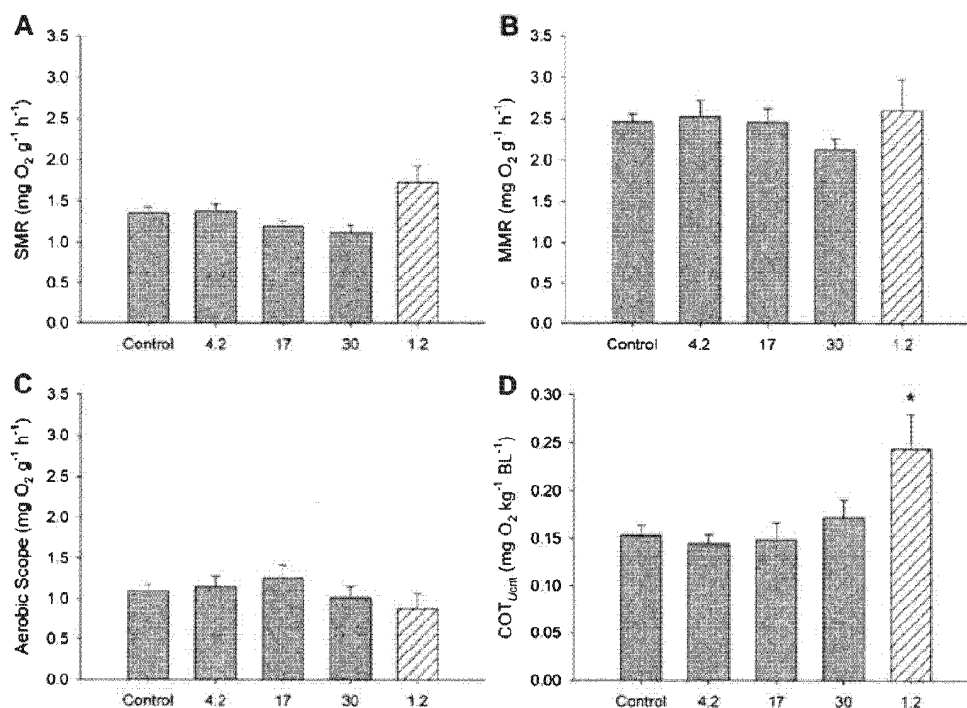 A
SMR (mg O₂ g⁻¹ h⁻¹)
3.5
3.0
2.5
2.0
1.5
1.0
0.5
0.0
Control 4.2 17 30 1.2
B
MMR (mg O₂ g⁻¹ h⁻¹)
3.5
3.0
2.5
2.0
1.5
1.0
0.5
0.0
Control 4.2 17 30 1.2
C
Aerobic Scope (mg O₂ g⁻¹ h⁻¹)
3.5
3.0
2.5
2.0
1.5
1.0
0.5
0.0
Control 4.2 17 30 1.2
D
COT Ucrit (mg O₂ kg⁻¹ BL⁻¹)
0.30
0.25
0.20
0.15
0.10
0.05
0.00
*
Control 4.2 17 30 1.2